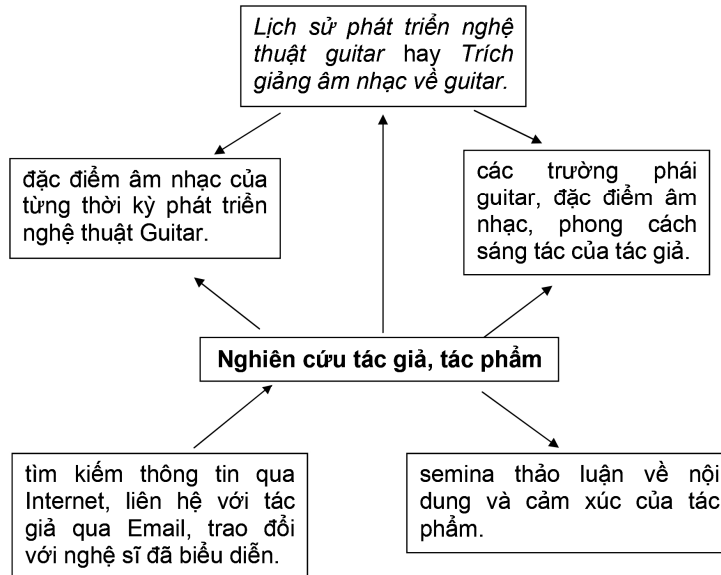 Lịch sử phát triển nghệ
thuật guitar hay Trích
giảng âm nhạc về guitar.
đặc điểm âm nhạc của
từng thời kỳ phát triển
nghệ thuật Guitar.
các trường phái
guitar, đặc điểm âm
nhạc, phong cách
sáng tác của tác giả.
Nghiên cứu tác giả, tác phẩm
tìm kiếm thông tin qua
Internet, liên hệ với tác
giả qua Email, trao đổi
với nghệ sĩ đã biểu diễn.
semina thảo luận về nội
dung và cảm xúc của tác
phẩm.